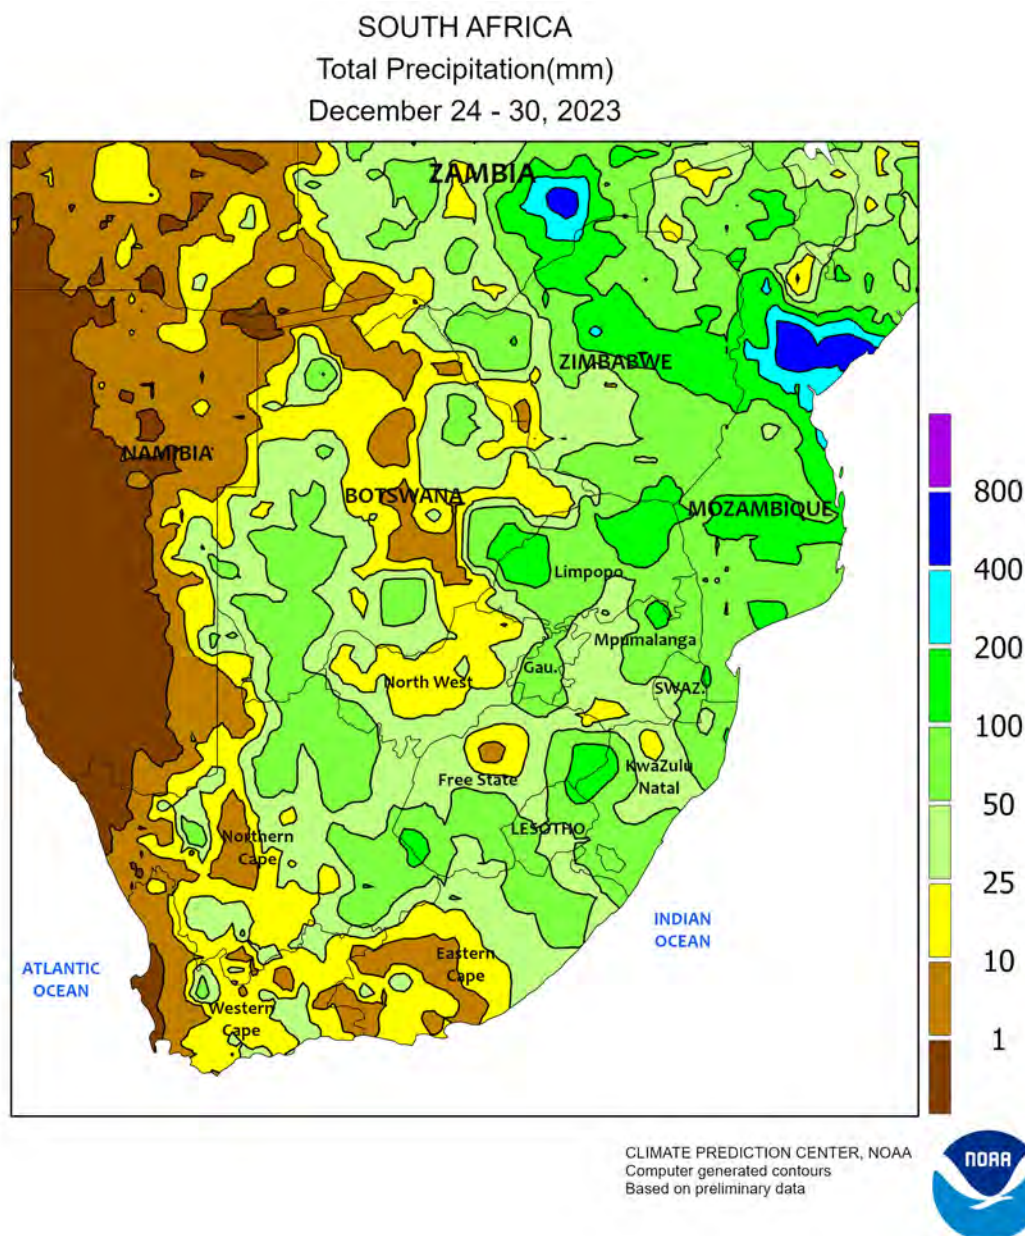 SOUTH AFRICA
Total Precipitation(mm)
December 24 - 30, 2023
ZAMBIA
ZIMBABWE
NAMIBIA
BOTSWANA
MOZAMBIQUE
Limpopo
Mpumalanga
Gau.
North West
SWAZ.
Free State
KwaZulu
Natal
LESOTHO
Northern
Cape
Eastern
Cape
Western
Cape
INDIAN
OCEAN
ATLANTIC
OCEAN
800
400
200
100
50
25
10
1
CLIMATE PREDICTION CENTER, NOAA
Computer generated contours
Based on preliminary data
NOAA